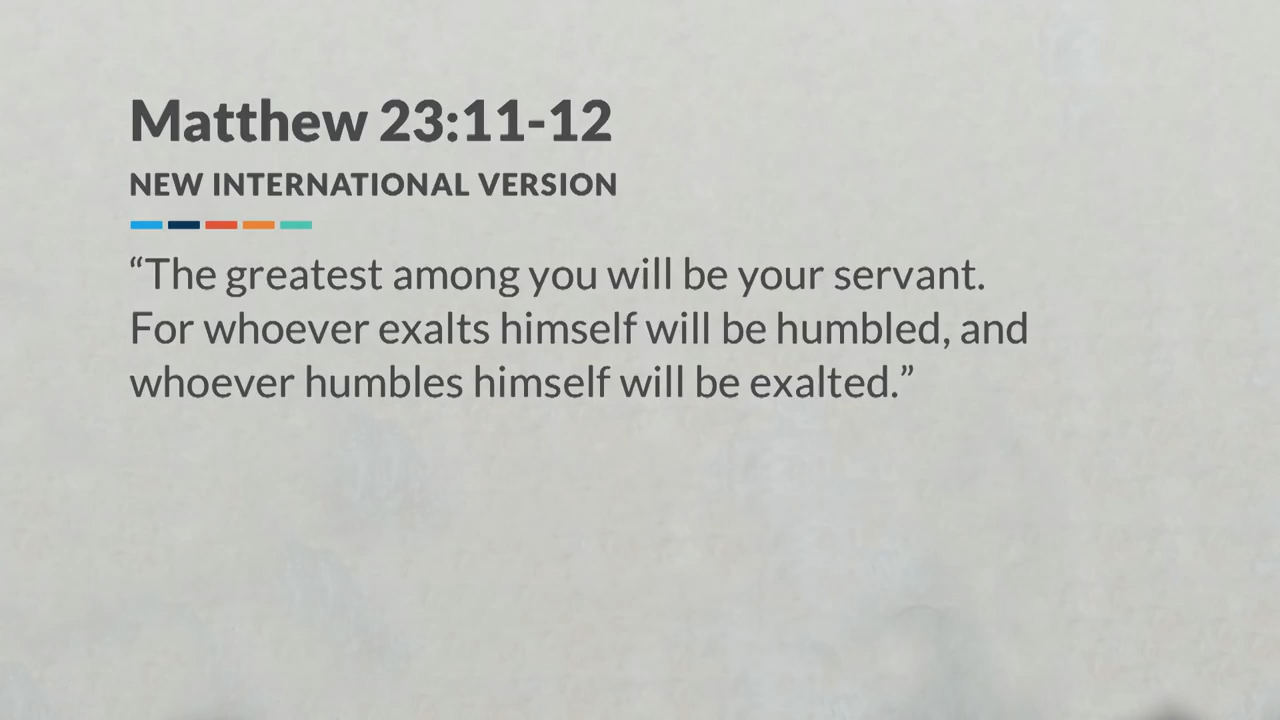 Matthew 23:11-12
NEW INTERNATIONAL VERSION
“The greatest among you will be your servant.
For whoever exalts himself will be humbled, and
whoever humbles himself will be exalted.”